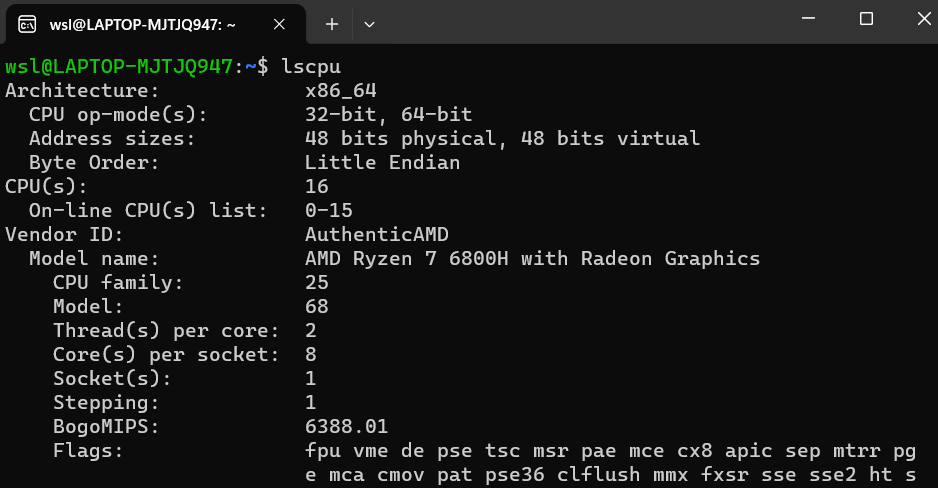 wsl@LAPTOP-MJTJQ947: ~
wsl@LAPTOP-MJTJQ947:~$ lscpu
Architecture: x86_64
CPU op-mode(s): 32-bit, 64-bit
Address sizes: 48 bits physical, 48 bits virtual
Byte Order: Little Endian
CPU(s): 16
On-line CPU(s) list: 0-15
Vendor ID: AuthenticAMD
Model name: AMD Ryzen 7 6800H with Radeon Graphics
CPU family: 25
Model: 68
Thread(s) per core: 2
Core(s) per socket: 8
Socket(s): 1
Stepping: 1
BogoMIPS: 6388.01
Flags: fpu vme de pse tsc msr pae mce cx8 apic sep mtrr pg
e mca cmov pat pse36 clflush mmx fxsr sse sse2 ht s